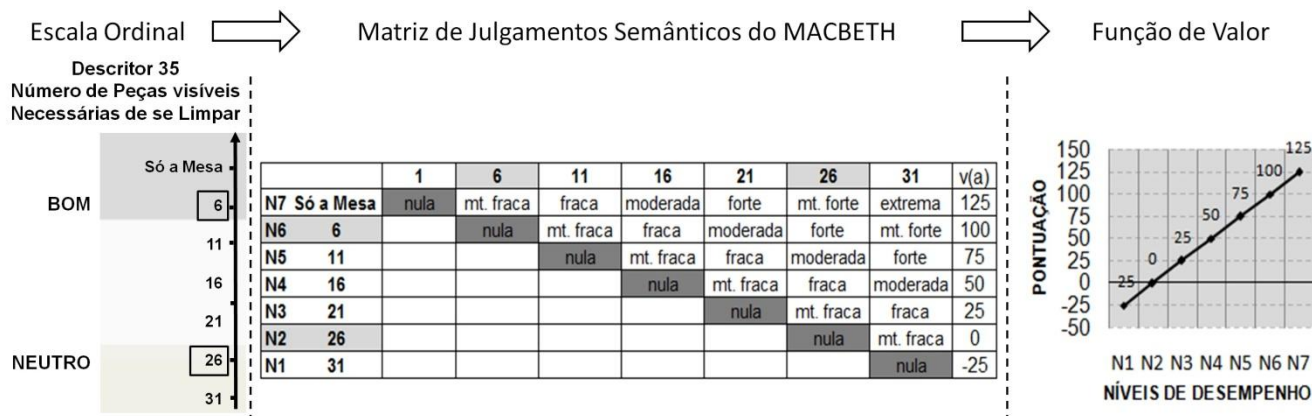 Escala Ordinal
Matriz de Julgamentos Semânticos do MACBETH
Função de Valor
Descritor 35
Número de Peças visíveis
Necessárias de se Limpar
Só a Mesa
BOM
6
11
16
21
NEUTRO
26
31
1 6 11 16 21 26 31 v(a)
N7 Só a Mesa nula mt. fraca fraca moderada forte mt. forte extrema 125
N6 6 nula mt. fraca fraca moderada forte mt. forte 100
N5 11 nula mt. fraca fraca moderada forte 75
N4 16 nula mt. fraca fraca moderada 50
N3 21 nula mt. fraca fraca 25
N2 26 nula mt. fraca 0
N1 31 nula -25
PONTUAÇÃO
150
125
100
75
50
25
0
-25
-50
25
0
25
50
75
100
125
N1 N2 N3 N4 N5 N6 N7
NÍVEIS DE DESEMPENHO